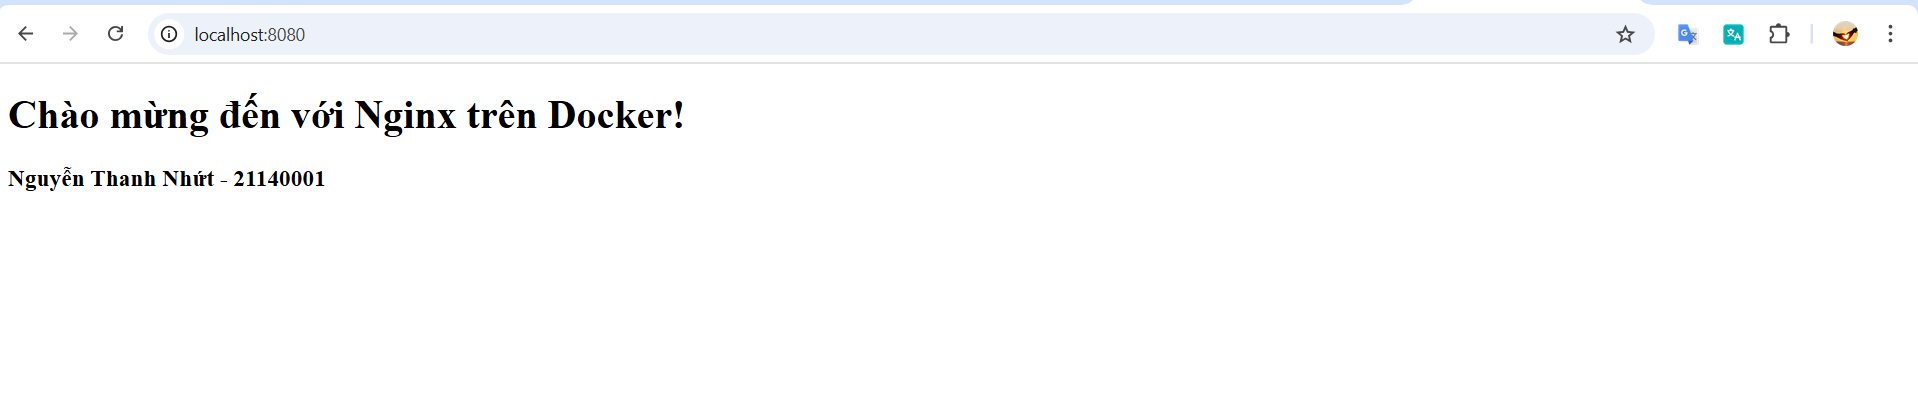 localhost:8080
Chào mừng đến với Nginx trên Docker!
Nguyễn Thanh Nhứt - 21140001